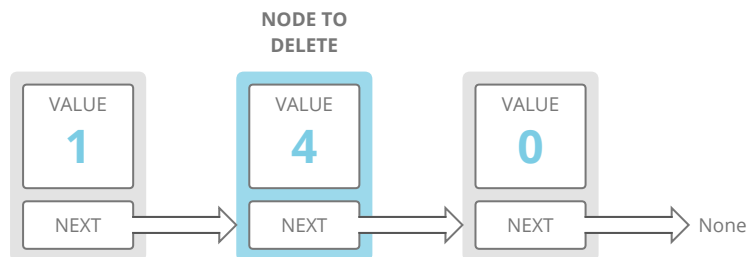 NODE TO
DELETE
VALUE
1
NEXT
VALUE
4
NEXT
VALUE
0
NEXT
None